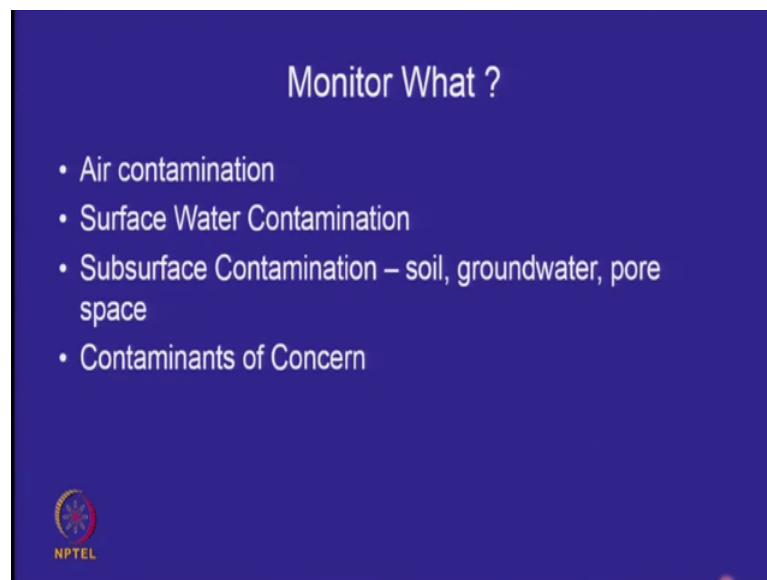 Monitor What ?
• Air contamination
• Surface Water Contamination
• Subsurface Contamination – soil, groundwater, pore
space
• Contaminants of Concern
NPTEL